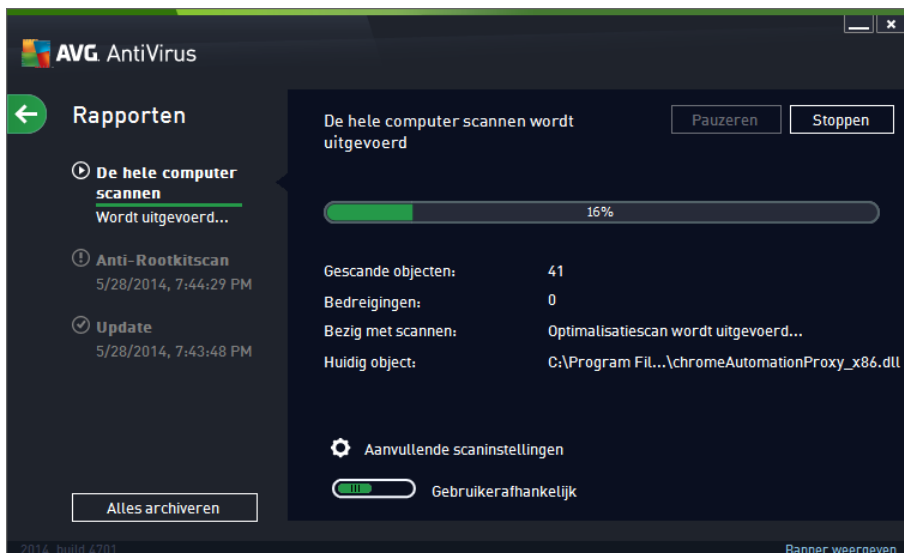 AVG AntiVirus
Rapporten
De hele computer
scannen
Wordt uitgevoerd...
Anti-Rootkitscan
5/28/2014, 7:44:29 PM
Update
5/28/2014, 7:43:48 PM
Alles archiveren
De hele computer scannen wordt
uitgevoerd
Pauzeren
Stoppen
16%
Gescande objecten: 41
Bedreigingen: 0
Bezig met scannen: Optimalisatiescan wordt uitgevoerd...
Huidig object: C:\Program Fil...\chromeAutomationProxy_x86.dll
Aanvullende scaninstellingen
Gebruikerafhankelijk
2014 build 4701
Banner weergeven